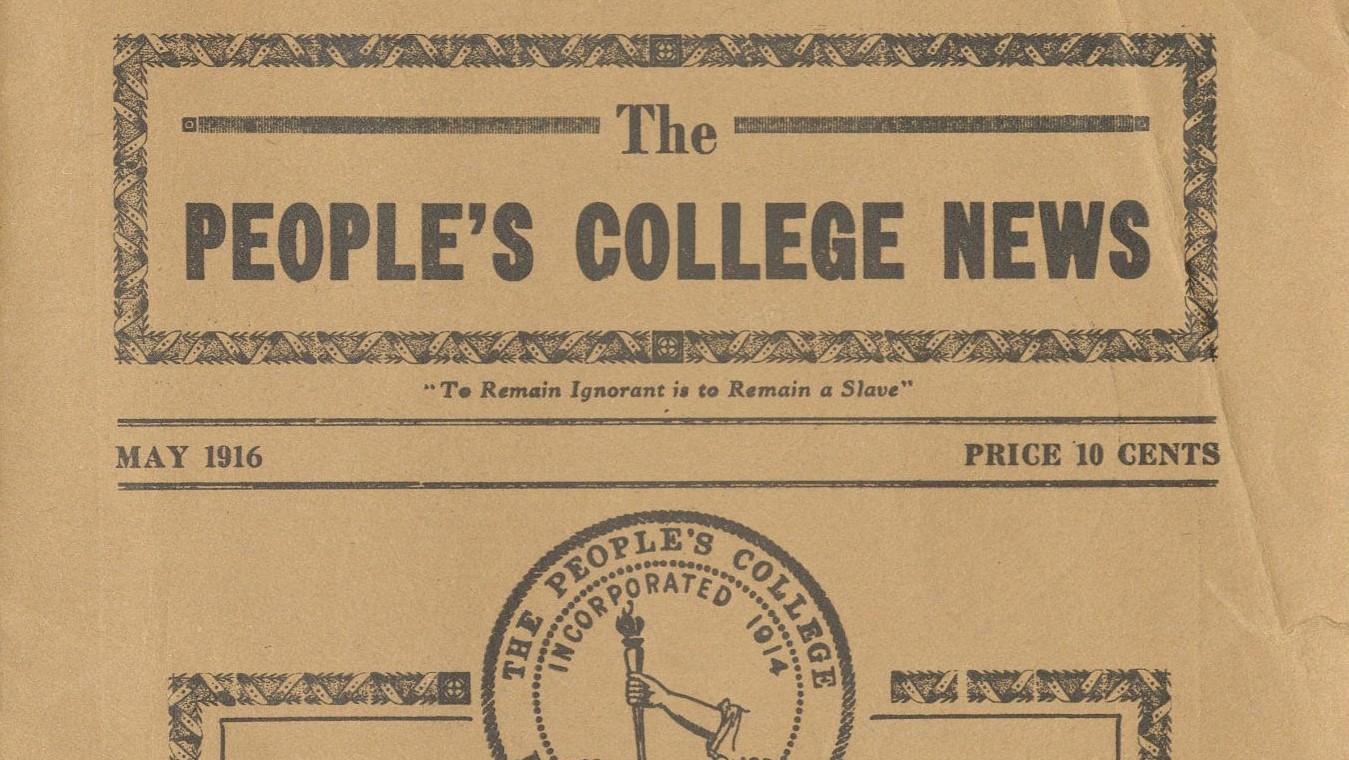 The
PEOPLE'S COLLEGE NEWS
"To Remain Ignorant is to Remain a Slave"
MAY 1916 PRICE 10 CENTS
THE PEOPLE'S COLLEGE
INCORPORATED 1914